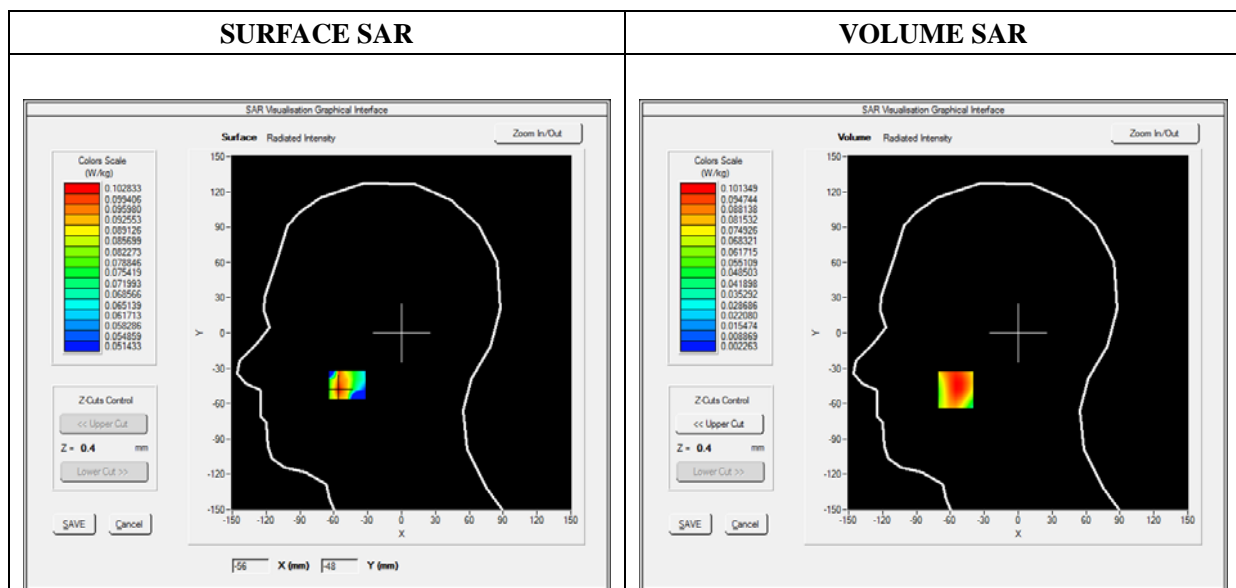 SURFACE SAR
VOLUME SAR
SAR Visualisation Graphical Interface
Surface Radiated Intensity
Zoom In/Out
Colors Scale
(W/kg)
0.102833
0.099406
0.095980
0.092553
0.089126
0.085699
0.082273
0.078846
0.075419
0.071993
0.068566
0.065139
0.061713
0.058286
0.054859
0.051433
Z-Cuts Control
<< Upper Cut
Z = 0.4 mm
Lower Cut >>
SAVE Cancel
150
120
90
60
30
Y 0
-30
-60
-90
-120
-150
-150 -120 -90 -60 -30 0 30 60 90 120 150
X
-56 X (mm) -48 Y (mm)
SAR Visualisation Graphical Interface
Volume Radiated Intensity
Zoom In/Out
Colors Scale
(W/kg)
0.101349
0.094744
0.088138
0.081532
0.074926
0.068321
0.061715
0.055109
0.048503
0.041898
0.035292
0.028686
0.022080
0.015474
0.008869
0.002263
Z-Cuts Control
<< Upper Cut
Z = 0.4 mm
Lower Cut >>
SAVE Cancel
150
120
90
60
30
Y 0
-30
-60
-90
-120
-150
-150 -120 -90 -60 -30 0 30 60 90 120 150
X